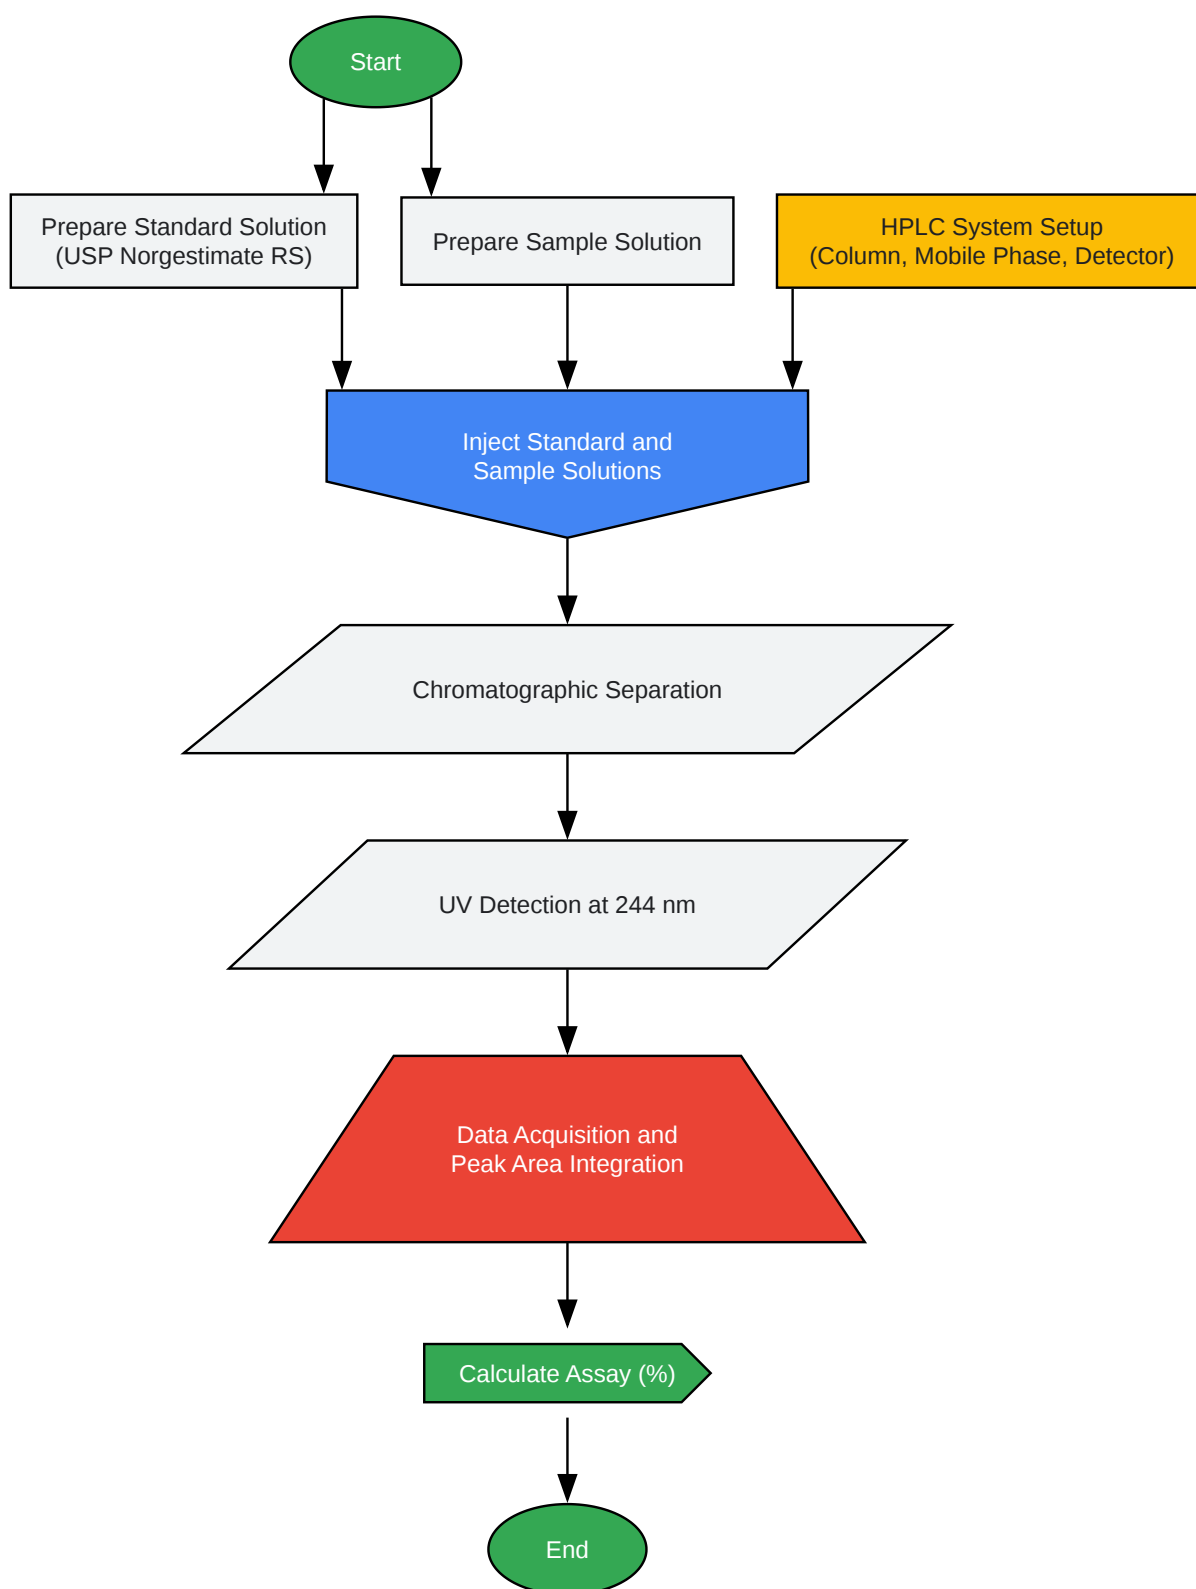 Start
Prepare Standard Solution
(USP Norgestimate RS)
Prepare Sample Solution
HPLC System Setup
(Column, Mobile Phase, Detector)
Inject Standard and
Sample Solutions
Chromatographic Separation
UV Detection at 244 nm
Data Acquisition and
Peak Area Integration
Calculate Assay (%)
End